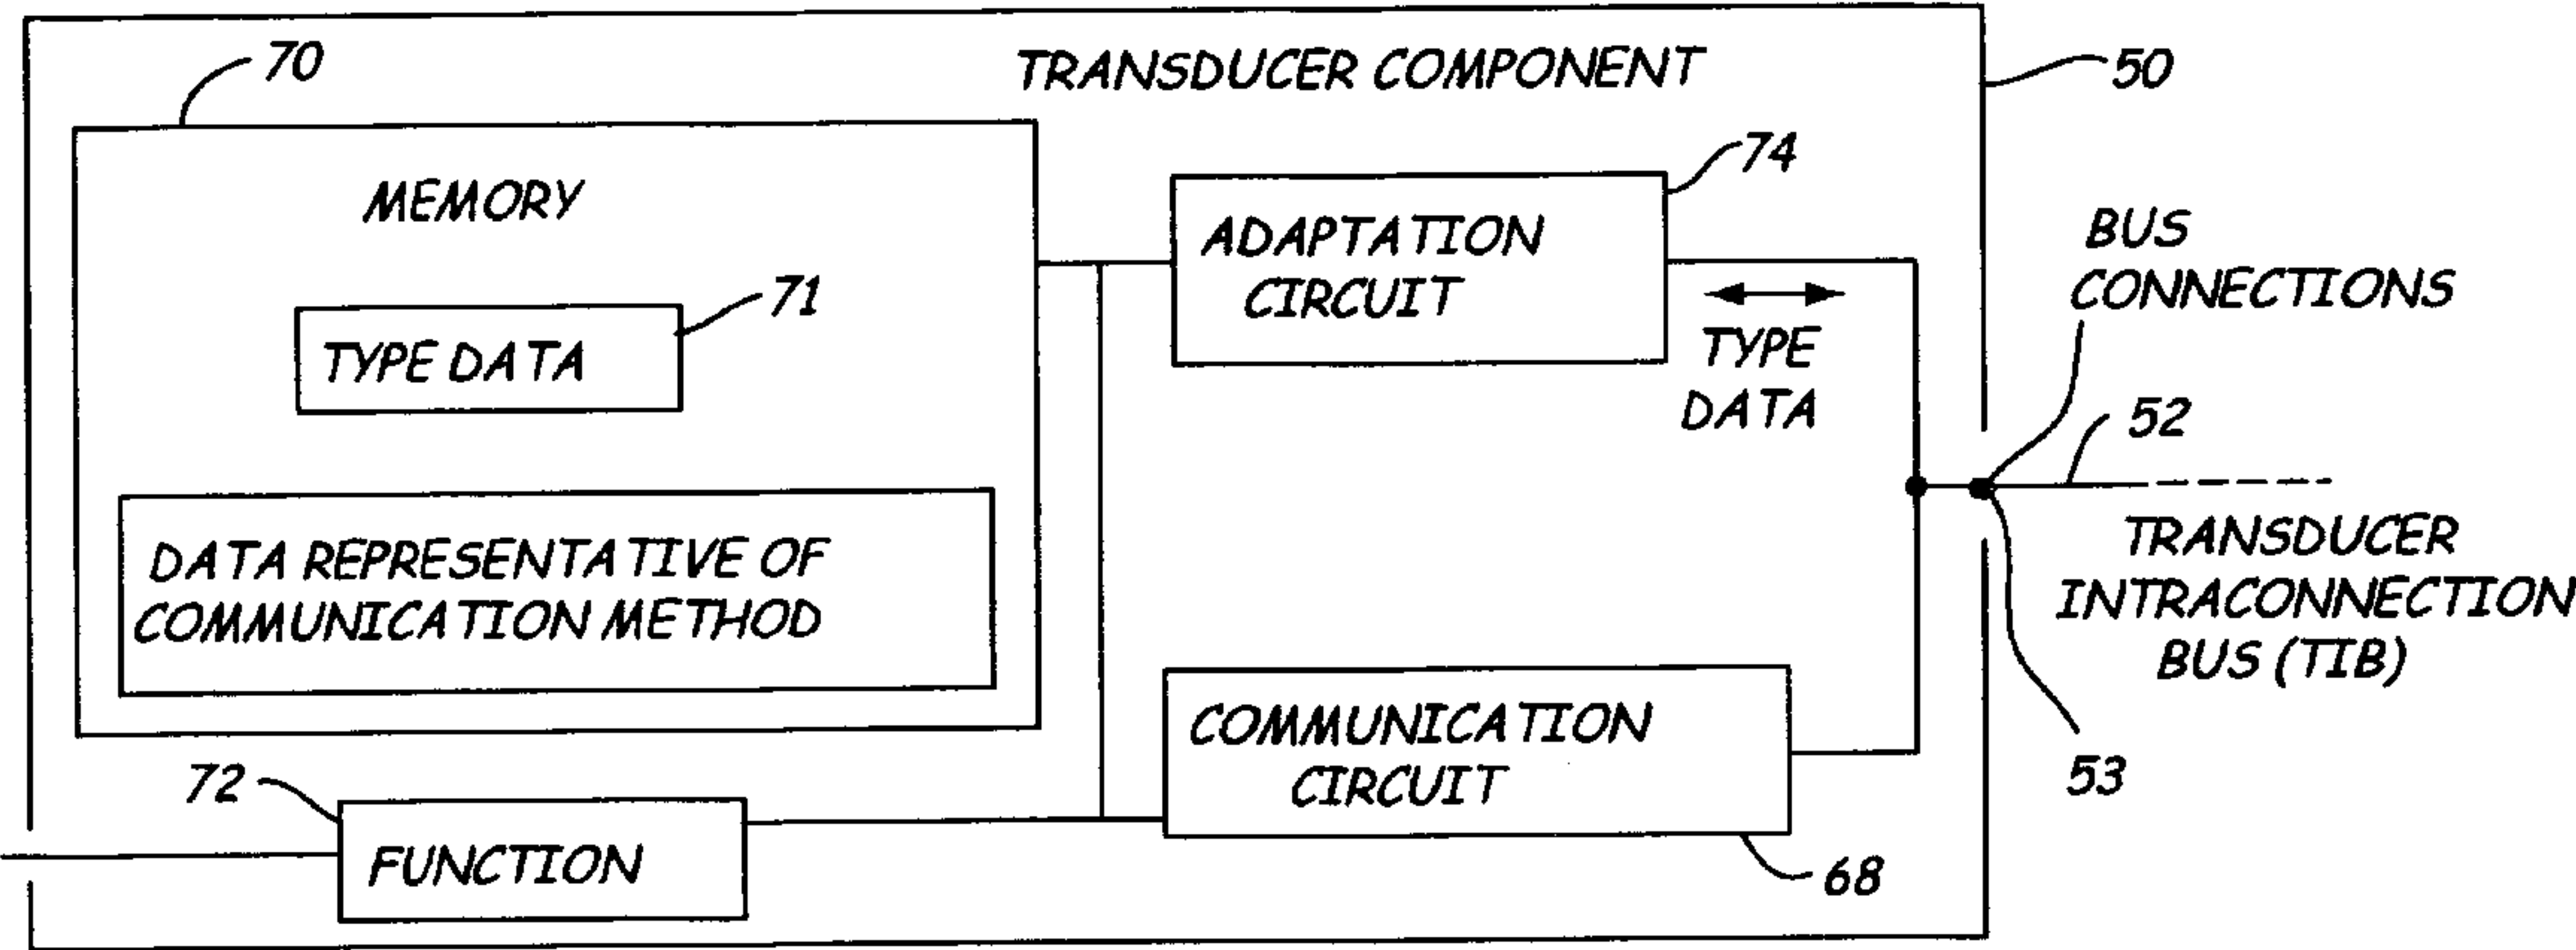 70
TRANSDUCER COMPONENT
50
MEMORY
74
ADAPTATION
CIRCUIT
BUS
CONNECTIONS
71
TYPE DATA
TYPE
DATA
52
DATA REPRESENTATIVE OF
COMMUNICATION METHOD
TRANSDUCER
INTRACONNECTION
BUS (TIB)
COMMUNICATION
CIRCUIT
53
72
FUNCTION
68